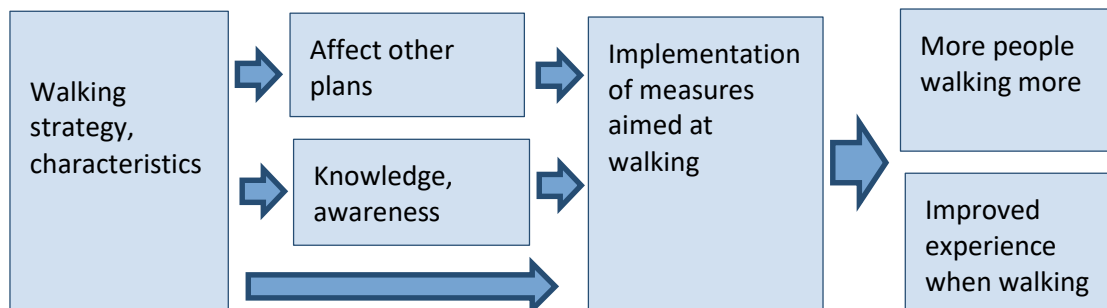 Walking
strategy,
characteristics
Affect other
plans
Knowledge,
awareness
Implementation
of measures
aimed at
walking
More people
walking more
Improved
experience
when walking